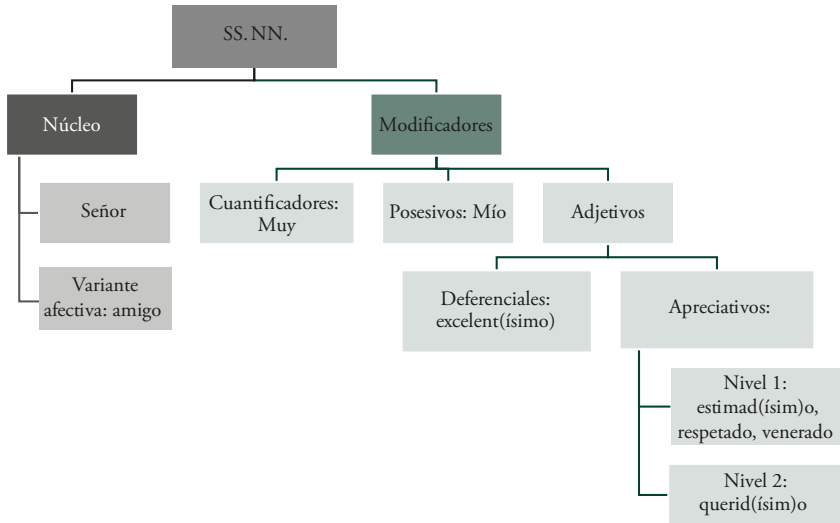 SS. NN.
Núcleo
Modificadores
Señor
Variante
afectiva: amigo
Cuantificadores:
Muy
Posesivos: Mío
Adjetivos
Deferenciales:
excelent(ísimo)
Apreciativos:
Nivel 1:
estimad(ísim)o,
respetado, venerado
Nivel 2:
querid(ísim)o